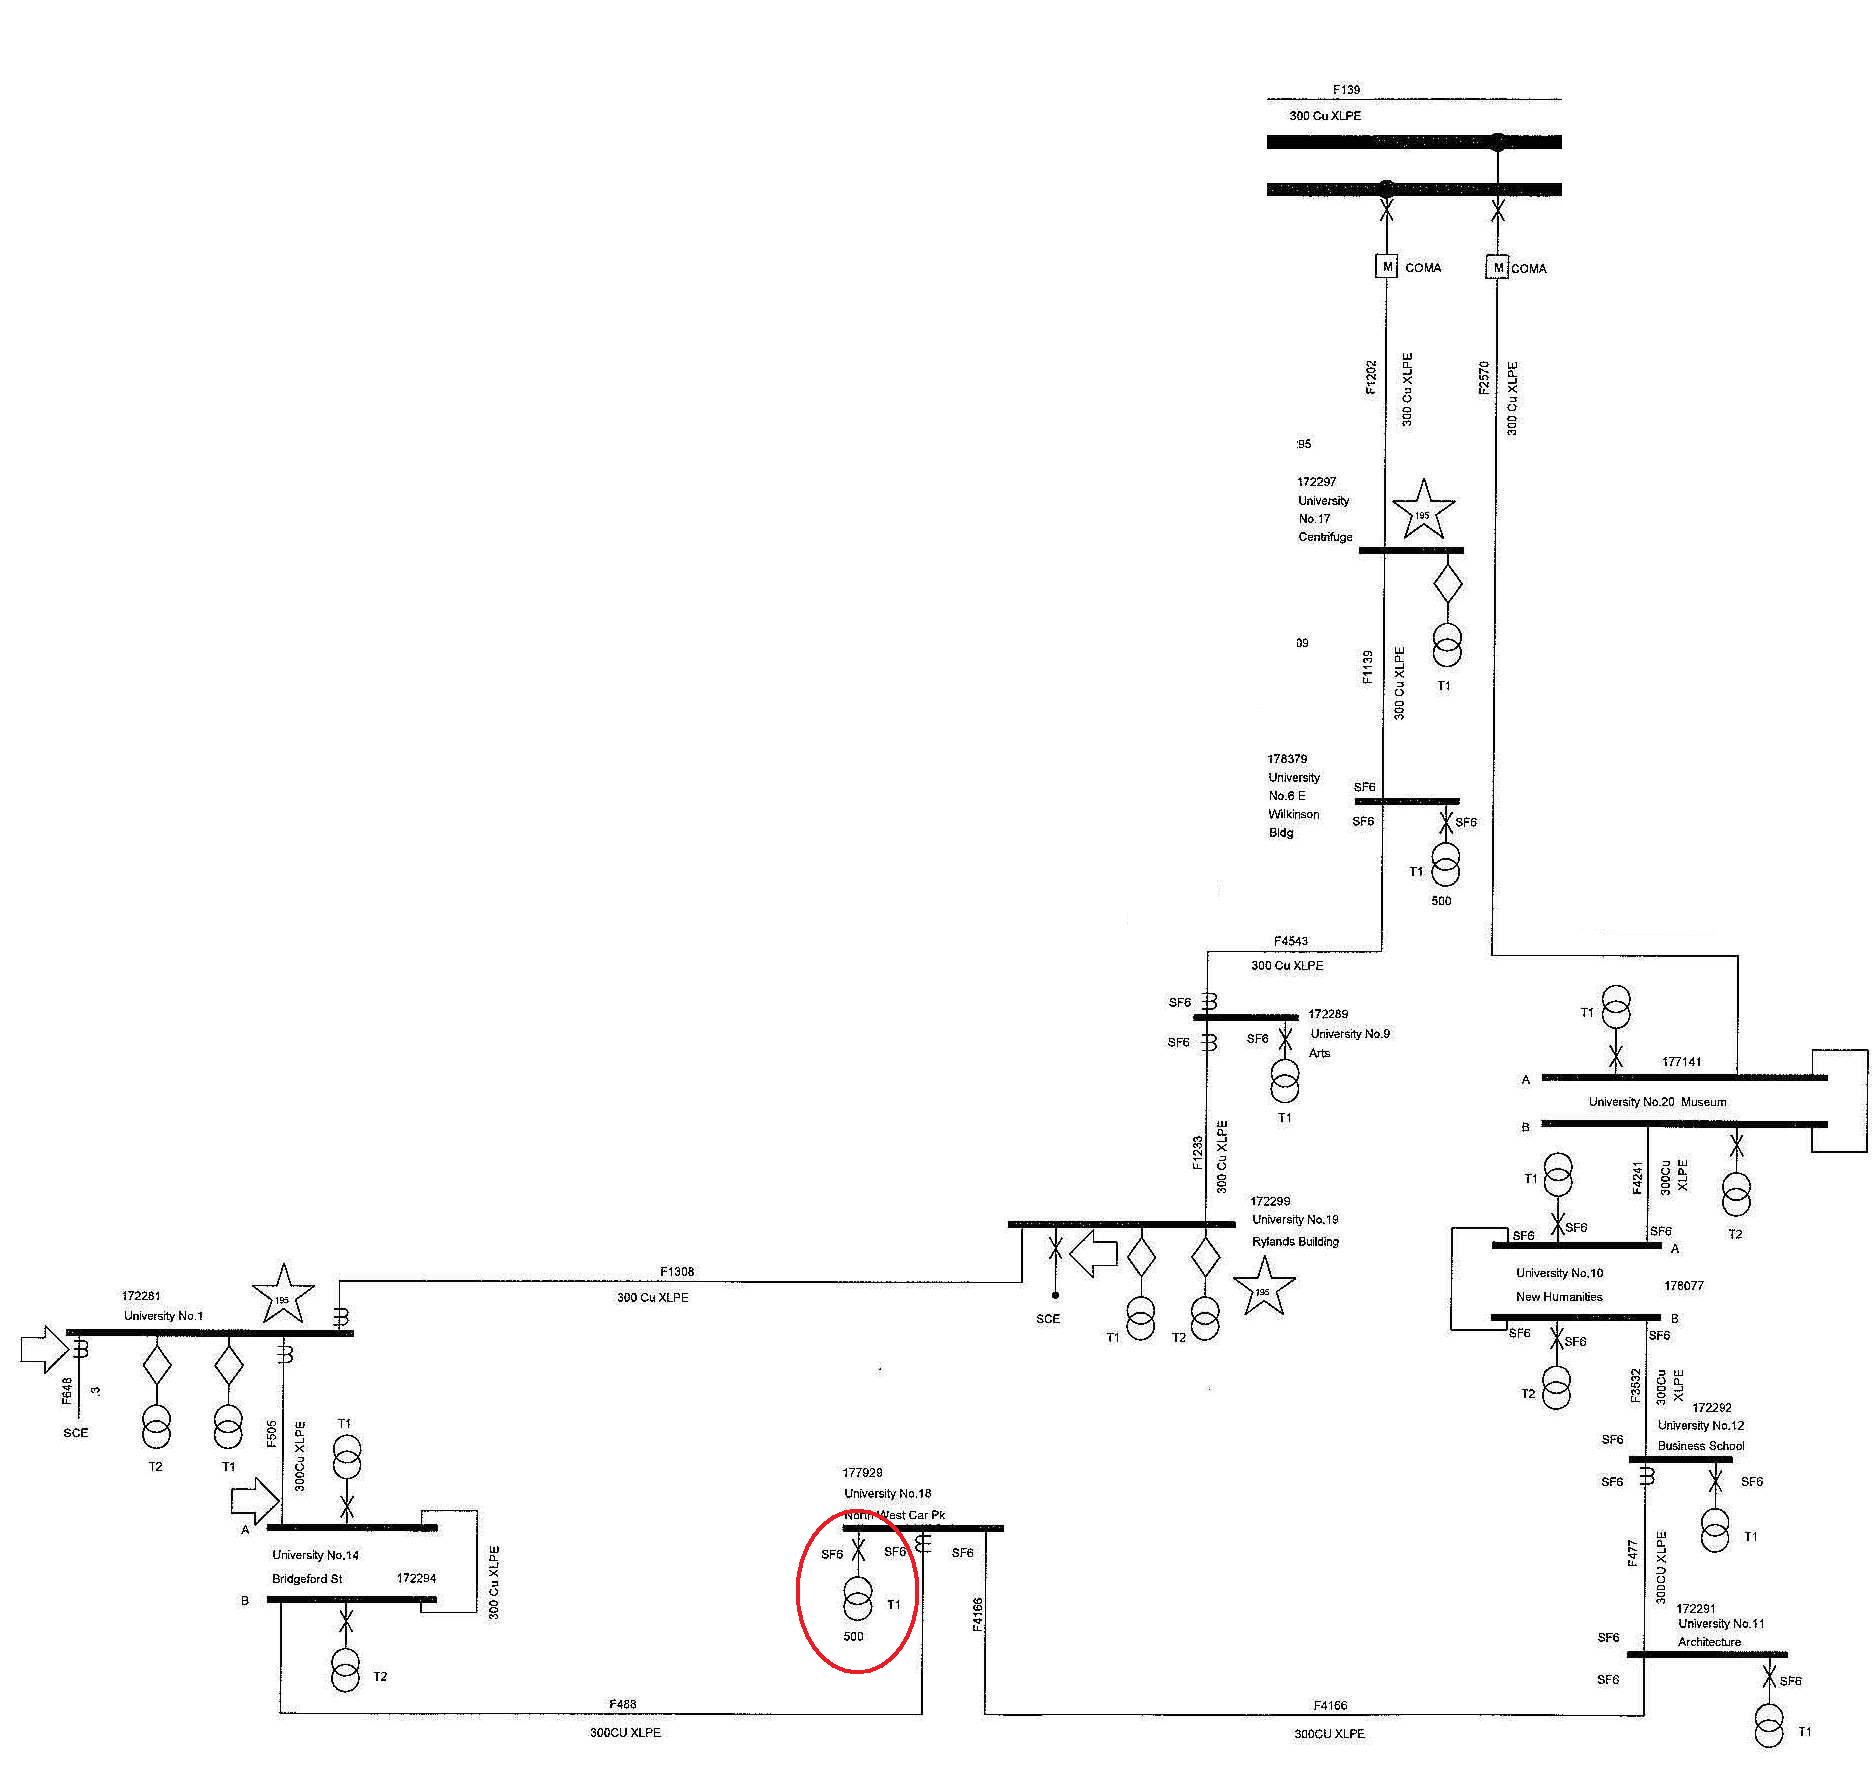 F139
300 Cu XLPE
M COMA
M COMA
F1202
300 Cu XLPE
F2570
300 Cu XLPE
172297
University
No.17
Centrifuge
195
T1
F1139
300 Cu XLPE
178379
University
No.6 E
Wilkinson
Bldg
SF6
SF6
SF6
T1
500
F4543
300 Cu XLPE
SF6
SF6
SF6
172289
University No.9
Arts
T1
F1233
300 Cu XLPE
T1
177141
A
University No.20 Museum
B
T2
F4241
300Cu
XLPE
T1
SF6
SF6
SF6
A
University No.10
New Humanities
178077
B
SF6
SF6
SF6
T2
F3532
300Cu
XLPE
172299
University No.19
Rylands Building
195
SCE
T1
T2
F1308
300 Cu XLPE
172281
University No.1
195
F648
.3
SCE
T2
T1
F505
300Cu XLPE
T1
A
University No.14
Bridgeford St
172294
B
300 Cu XLPE
T2
177929
University No.18
North West Car Pk
SF6
SF6
SF6
T1
500
F4166
F488
300CU XLPE
172292
University No.12
Business School
SF6
SF6
SF6
T1
F477
300CU XLPE
172291
University No.11
Architecture
SF6
SF6
SF6
T1
F4166
300CU XLPE